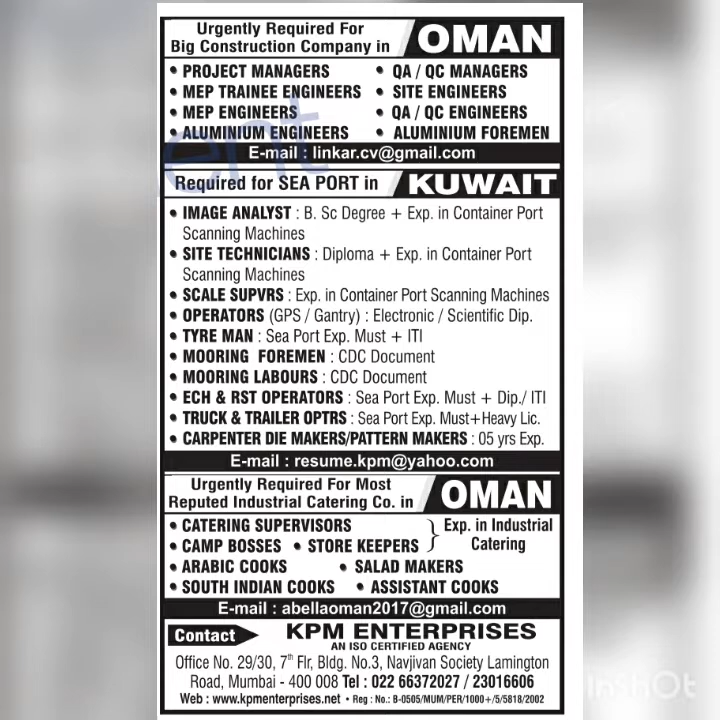 Urgently Required For
Big Construction Company in OMAN
• PROJECT MANAGERS • QA / QC MANAGERS
• MEP TRAINEE ENGINEERS • SITE ENGINEERS
• MEP ENGINEERS • QA / QC ENGINEERS
• ALUMINIUM ENGINEERS • ALUMINIUM FOREMEN
ent
E-mail : linkar.cv@gmail.com
Required for SEA PORT in KUWAIT
• IMAGE ANALYST : B. Sc Degree + Exp. in Container Port
Scanning Machines
• SITE TECHNICIANS : Diploma + Exp. in Container Port
Scanning Machines
• SCALE SUPVRS : Exp. in Container Port Scanning Machines
• OPERATORS (GPS / Gantry) : Electronic / Scientific Dip.
• TYRE MAN : Sea Port Exp. Must + ITI
• MOORING FOREMEN : CDC Document
• MOORING LABOURS : CDC Document
• ECH & RST OPERATORS : Sea Port Exp. Must + Dip./ ITI
• TRUCK & TRAILER OPTRS : Sea Port Exp. Must+Heavy Lic.
• CARPENTER DIE MAKERS/PATTERN MAKERS : 05 yrs Exp.
E-mail : resume.kpm@yahoo.com
Urgently Required For Most
Reputed Industrial Catering Co. in OMAN
• CATERING SUPERVISORS } Exp. in Industrial
• CAMP BOSSES • STORE KEEPERS Catering
• ARABIC COOKS • SALAD MAKERS
• SOUTH INDIAN COOKS • ASSISTANT COOKS
E-mail : abellaoman2017@gmail.com
Contact KPM ENTERPRISES
AN ISO CERTIFIED AGENCY
Office No. 29/30, 7th Flr, Bldg. No.3, Navjivan Society Lamington
Road, Mumbai - 400 008 Tel : 022 66372027 / 23016606
Web : www.kpmenterprises.net • Reg : No.: B-0505/MUM/PER/1000+/5/5818/2002
InShOt